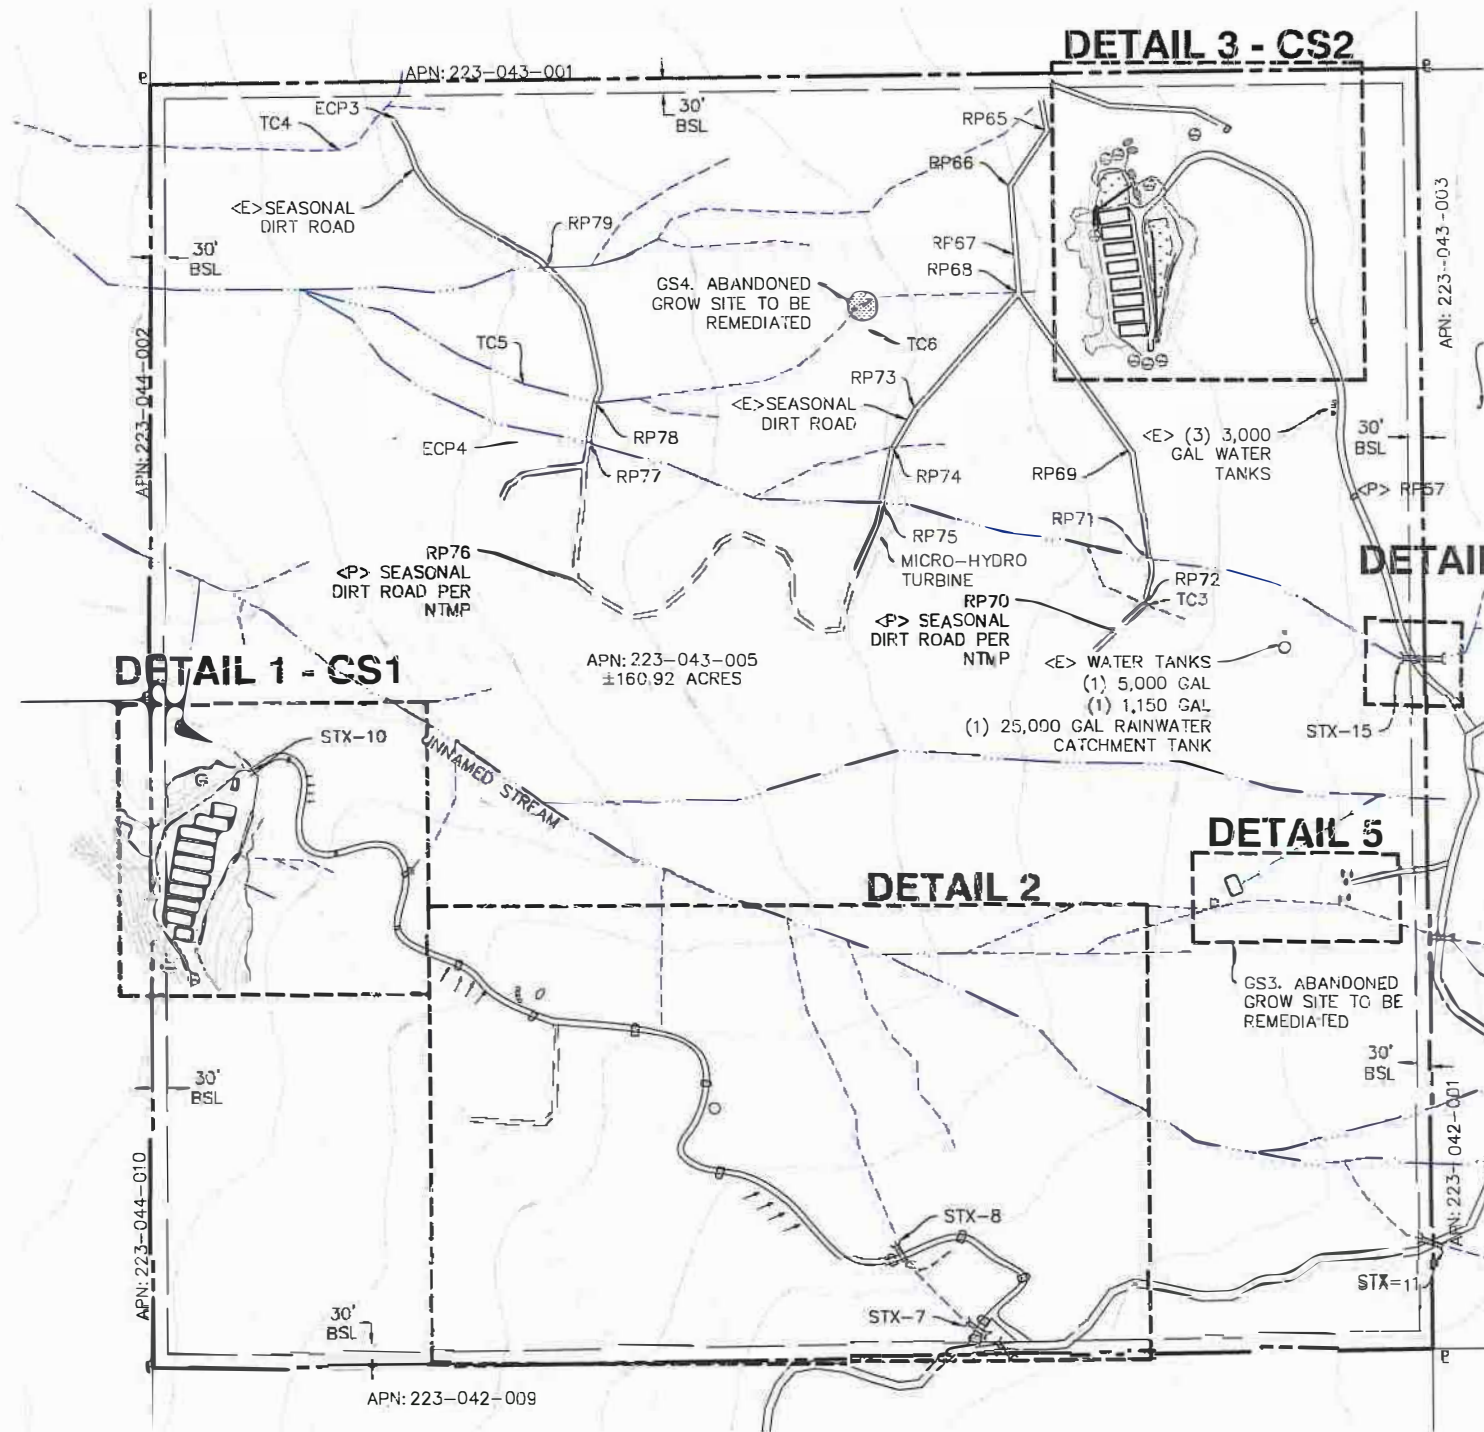 DETAIL 3 - CS2
APN: 223-043-001
ECP3
TC4
30'
BSL
RP65
RP66
<E> SEASONAL
DIRT ROAD
RP79
30'
BSL
RP67
RP68
GS4. ABANDONED
GROW SITE TO BE
REMEDIATED
APN: 223-043-003
TC5
TC6
APN: 223-044-002
RP73
<E> SEASONAL
DIRT ROAD
ECP4
RP78
RP77
RP74
RP69
<E> (3) 3,000
GAL WATER
TANKS
30'
BSL
<P> RP57
RP71
RP75
MICRO-HYDRO
TURBINE
RP76
<P> SEASONAL
DIRT ROAD PER
NTMP
RP72
TC3
RP70
<P> SEASONAL
DIRT ROAD PER
NTMP
DETAIL
APN: 223-043-005
±160.92 ACRES
<E> WATER TANKS
(1) 5,000 GAL
(1) 1,150 GAL
(1) 25,000 GAL RAINWATER
CATCHMENT TANK
DETAIL 1 - CS1
STX-10
STX-15
UNNAMED STREAM
DETAIL 5
DETAIL 2
GS3. ABANDONED
GROW SITE TO BE
REMEDIATED
30'
BSL
30'
BSL
APN: 223-042-001
APN: 223-044-010
STX-8
STX-7
STX-11
30'
BSL
APN: 223-042-009